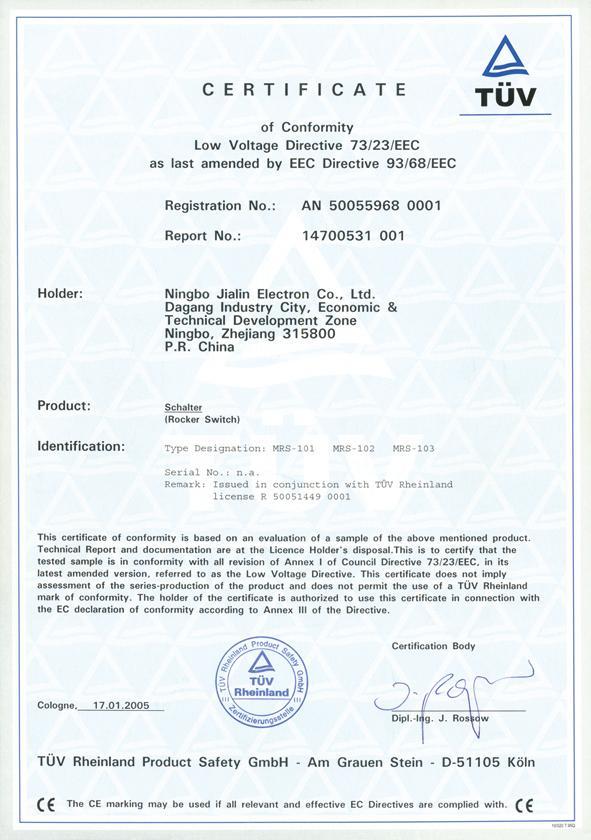 TÜV
CERTIFICATE
of Conformity
Low Voltage Directive 73/23/EEC
as last amended by EEC Directive 93/68/EEC
Registration No.: AN 50055968 0001
Report No.: 14700531 001
Holder: Ningbo Jialin Electron Co., Ltd.
Dagang Industry City, Economic &
Technical Development Zone
Ningbo, Zhejiang 315800
P.R. China
Product: Schalter
(Rocker Switch)
Identification: Type Designation: MRS-101 MRS-102 MRS-103
Serial No.: n.a.
Remark: Issued in conjunction with TÜV Rheinland
license R 50051449 0001
This certificate of conformity is based on an evaluation of a sample of the above mentioned product.
Technical Report and documentation are at the Licence Holder's disposal.This is to certify that the
tested sample is in conformity with all revision of Annex I of Council Directive 73/23/EEC, in its
latest amended version, referred to as the Low Voltage Directive. This certificate does not imply
assessment of the series-production of the product and does not permit the use of a TÜV Rheinland
mark of conformity. The holder of the certificate is authorized to use this certificate in connection with
the EC declaration of conformity according to Annex III of the Directive.
Certification Body
TÜV Rheinland Product Safety GmbH
TÜV
Rheinland
Zertifizierungsstelle
Cologne, 17.01.2005
Dipl.-Ing. J. Rossow
TÜV Rheinland Product Safety GmbH - Am Grauen Stein - D-51105 Köln
CE The CE marking may be used if all relevant and effective EC Directives are complied with. CE